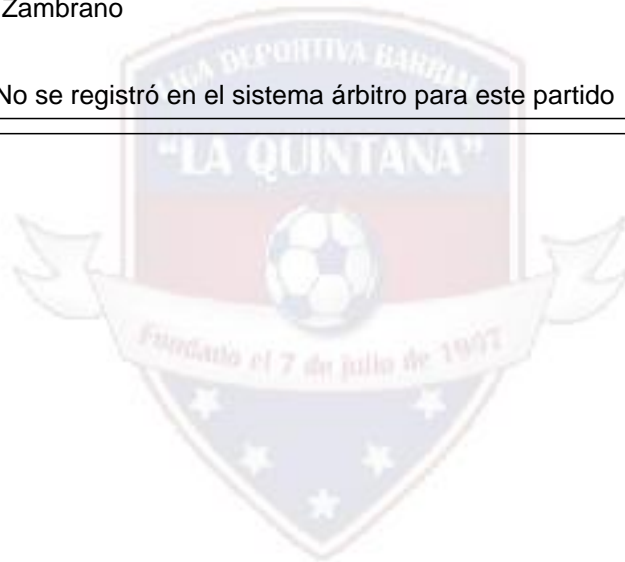 Zambrano
LIGA DEPORTIVA BARRIAL
No se registró en el sistema árbitro para este partido
"LA QUINTANA"
Fundado el 7 de julio de